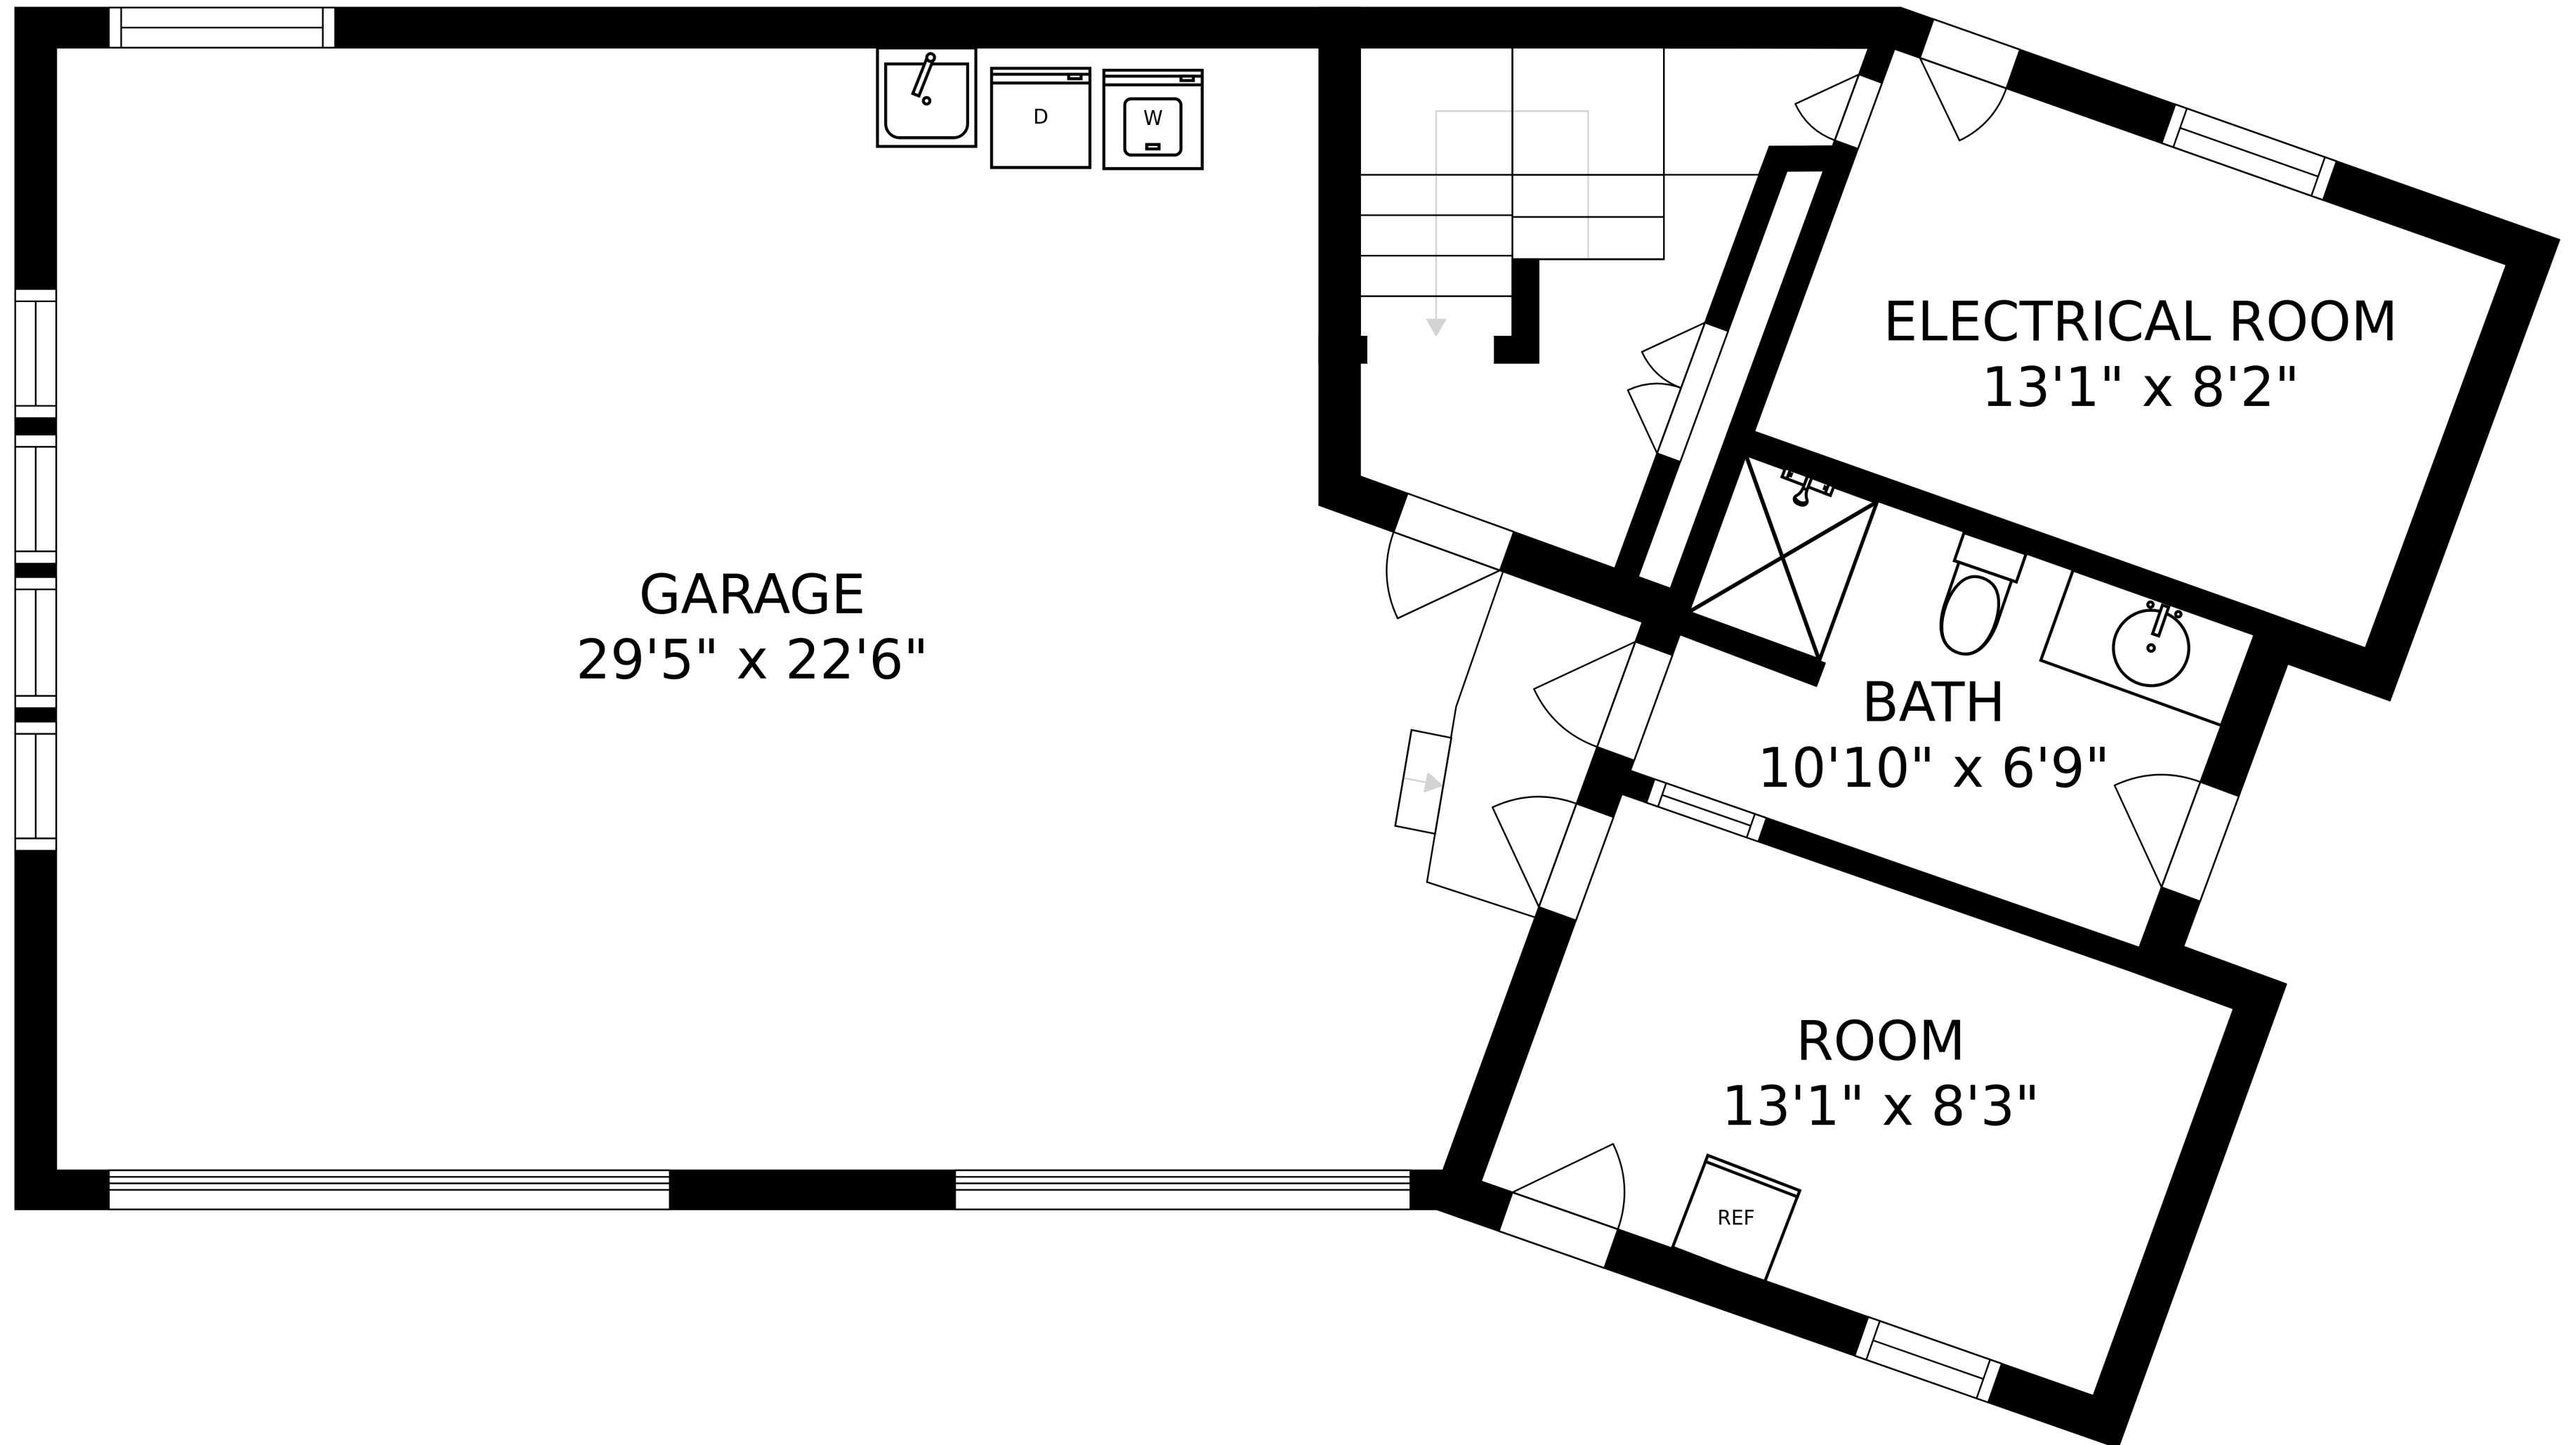 D
W
ELECTRICAL ROOM
13'1" x 8'2"
GARAGE
29'5" x 22'6"
BATH
10'10" x 6'9"
ROOM
13'1" x 8'3"
REF